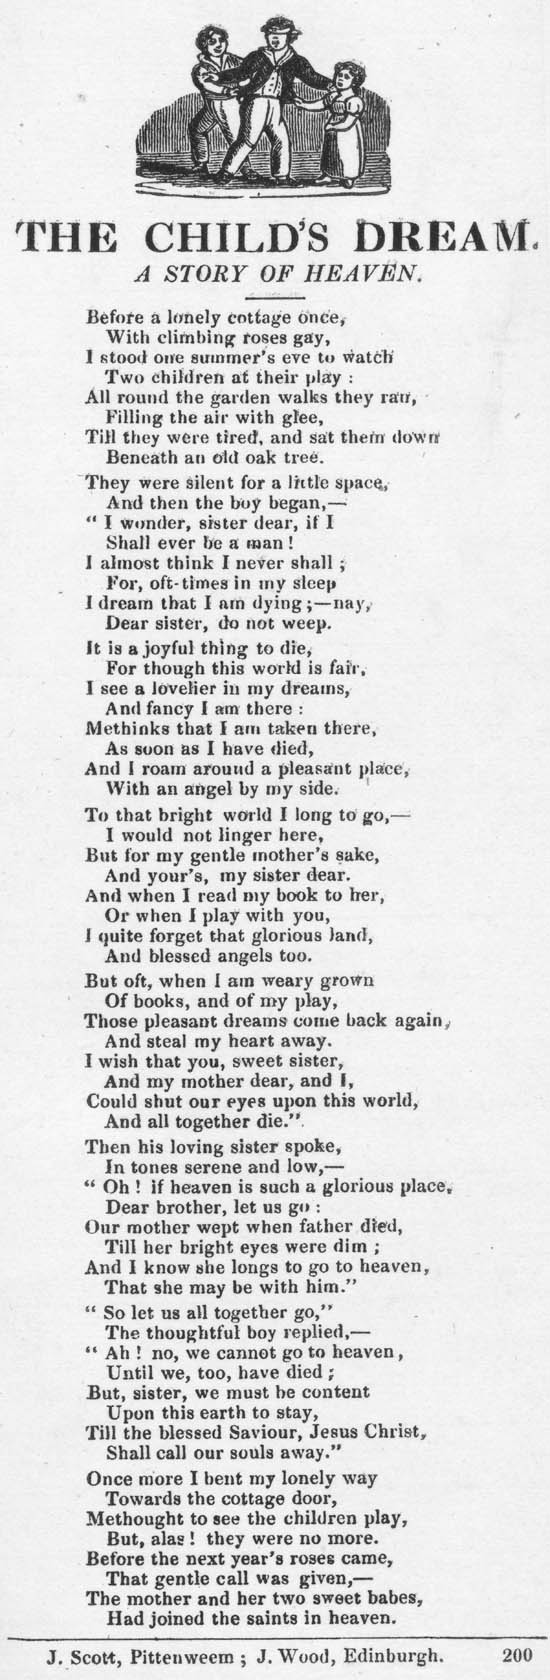 THE CHILD'S DREAM.
A STORY OF HEAVEN.
Before a lonely cottage once,
With climbing roses gay,
I stood one summer's eve to watch
Two children at their play :
All round the garden walks they ran,
Filling the air with glee,
Till they were tired, and sat them down
Beneath an old oak tree.
They were silent for a little space,
And then the boy began,—
“ I wonder, sister dear, if I
Shall ever be a man !
I almost think I never shall ;
For, oft-times in my sleep
I dream that I am dying ;—nay,
Dear sister, do not weep.
It is a joyful thing to die,
For though this world is fair,
I see a lovelier in my dreams,
And fancy I am there :
Methinks that I am taken there,
As soon as I have died,
And I roam around a pleasant place,
With an angel by my side.
To that bright world I long to go,—
I would not linger here,
But for my gentle mother's sake,
And your's, my sister dear.
And when I read my book to her,
Or when I play with you,
I quite forget that glorious land,
And blessed angels too.
But oft, when I am weary grown
Of books, and of my play,
Those pleasant dreams come back again,
And steal my heart away.
I wish that you, sweet sister,
And my mother dear, and I,
Could shut our eyes upon this world,
And all together die.”
Then his loving sister spoke,
In tones serene and low,—
“ Oh ! if heaven is such a glorious place,
Dear brother, let us go :
Our mother wept when father died,
Till her bright eyes were dim ;
And I know she longs to go to heaven,
That she may be with him.”
“ So let us all together go,”
The thoughtful boy replied,—
“ Ah ! no, we cannot go to heaven,
Until we, too, have died ;
But, sister, we must be content
Upon this earth to stay,
Till the blessed Saviour, Jesus Christ,
Shall call our souls away.”
Once more I bent my lonely way
Towards the cottage door,
Methought to see the children play,
But, alas ! they were no more.
Before the next year's roses came,
That gentle call was given,—
The mother and her two sweet babes,
Had joined the saints in heaven.
J. Scott, Pittenweem ; J. Wood, Edinburgh. 200